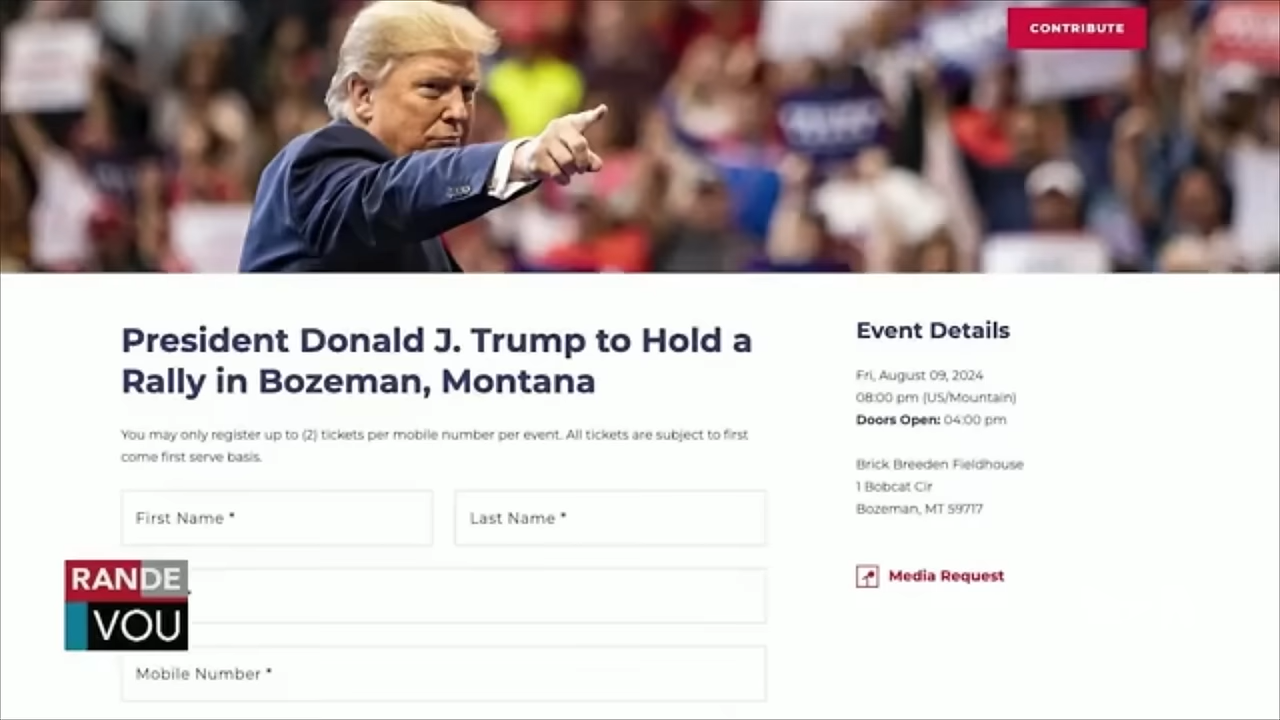 CONTRIBUTE
President Donald J. Trump to Hold a
Rally in Bozeman, Montana
You may only register up to (2) tickets per mobile number per event. All tickets are subject to first
come first serve basis.
First Name *
Last Name *
Mobile Number *
Event Details
Fri, August 09, 2024
08:00 pm (US/Mountain)
Doors Open: 04:00 pm
Brick Breeden Fieldhouse
1 Bobcat Cir
Bozeman, MT 59717
Media Request
RANDE
VOU